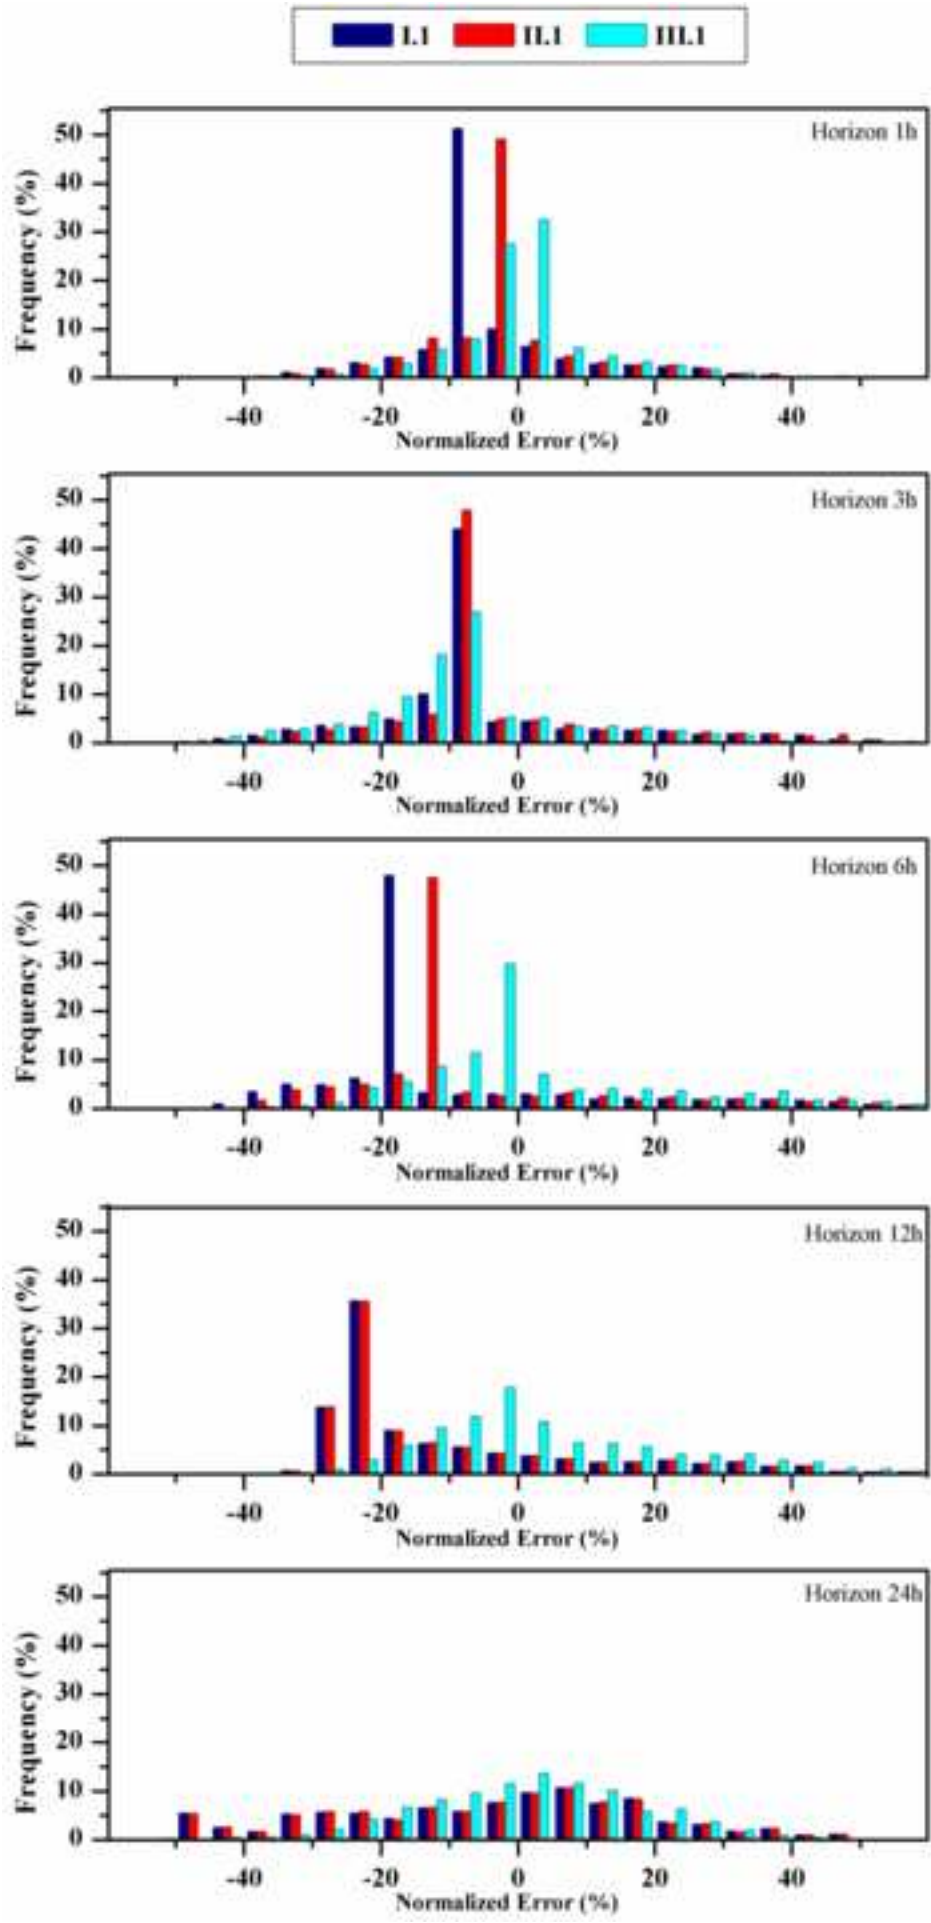 I.1 II.1 III.1
Horizon 1h
50
40
30
20
10
0
Frequency (%)
-40 -20 0 20 40
Normalized Error (%)
Horizon 3h
50
40
30
20
10
0
Frequency (%)
-40 -20 0 20 40
Normalized Error (%)
Horizon 6h
50
40
30
20
10
0
Frequency (%)
-40 -20 0 20 40
Normalized Error (%)
Horizon 12h
50
40
30
20
10
0
Frequency (%)
-40 -20 0 20 40
Normalized Error (%)
Horizon 24h
50
40
30
20
10
0
Frequency (%)
-40 -20 0 20 40
Normalized Error (%)